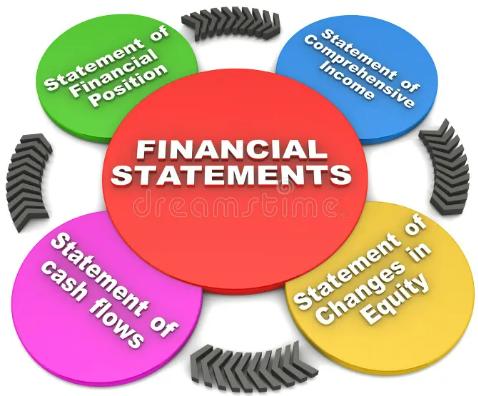 Statement of
Financial
Position
Statement of
Comprehensive
Income
FINANCIAL
STATEMENTS
dreamstime
Statement of
cash flows
Statement of
Changes in
Equity